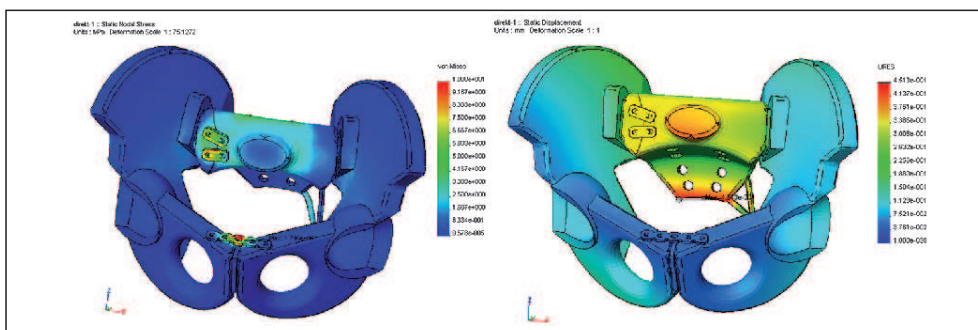 direkt-1 :: Static Nodal Stress
Units : MPa Deformation Scale 1 : 75.1272
von Mises
1.000e+001
9.167e+000
8.333e+000
7.500e+000
6.667e+000
5.833e+000
5.000e+000
4.167e+000
3.333e+000
2.500e+000
1.667e+000
8.334e-001
direkt-1 :: Static Displacement
Units : mm Deformation Scale 1 : 1
URES
4.513e-001
4.137e-001
3.761e-001
3.385e-001
3.008e-001
2.632e-001
2.256e-001
1.880e-001
1.504e-001
1.128e-001
7.521e-002
3.761e-002
1.000e-030